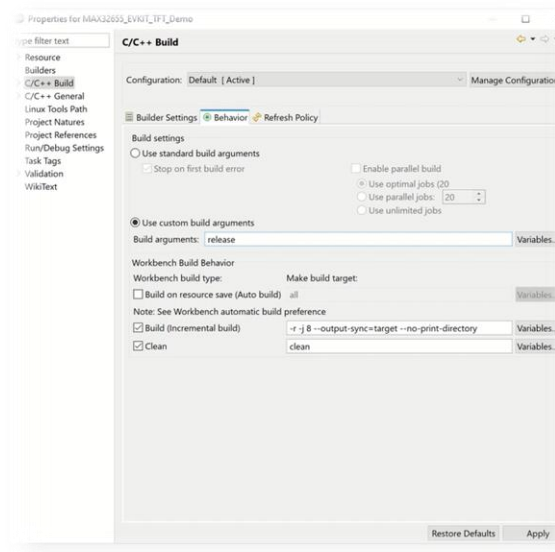 Properties for MAX32655_EVKIT_TFT_Demo
type filter text
C/C++ Build
Resource
Builders
C/C++ Build
C/C++ General
Linux Tools Path
Project Natures
Project References
Run/Debug Settings
Task Tags
Validation
WikiText
Configuration: Default [ Active ] Manage Configuratio
Builder Settings Behavior Refresh Policy
Build settings
Use standard build arguments
Stop on first build error Enable parallel build
Use optimal jobs (20
Use parallel jobs: 20
Use unlimited jobs
Use custom build arguments
Build arguments: release Variables.
Workbench Build Behavior
Workbench build type: Make build target:
Build on resource save (Auto build) all Variables.
Note: See Workbench automatic build preference
Build (Incremental build) -r -j 8 --output-sync=target --no-print-directory Variables.
Clean clean Variables.
Restore Defaults Apply